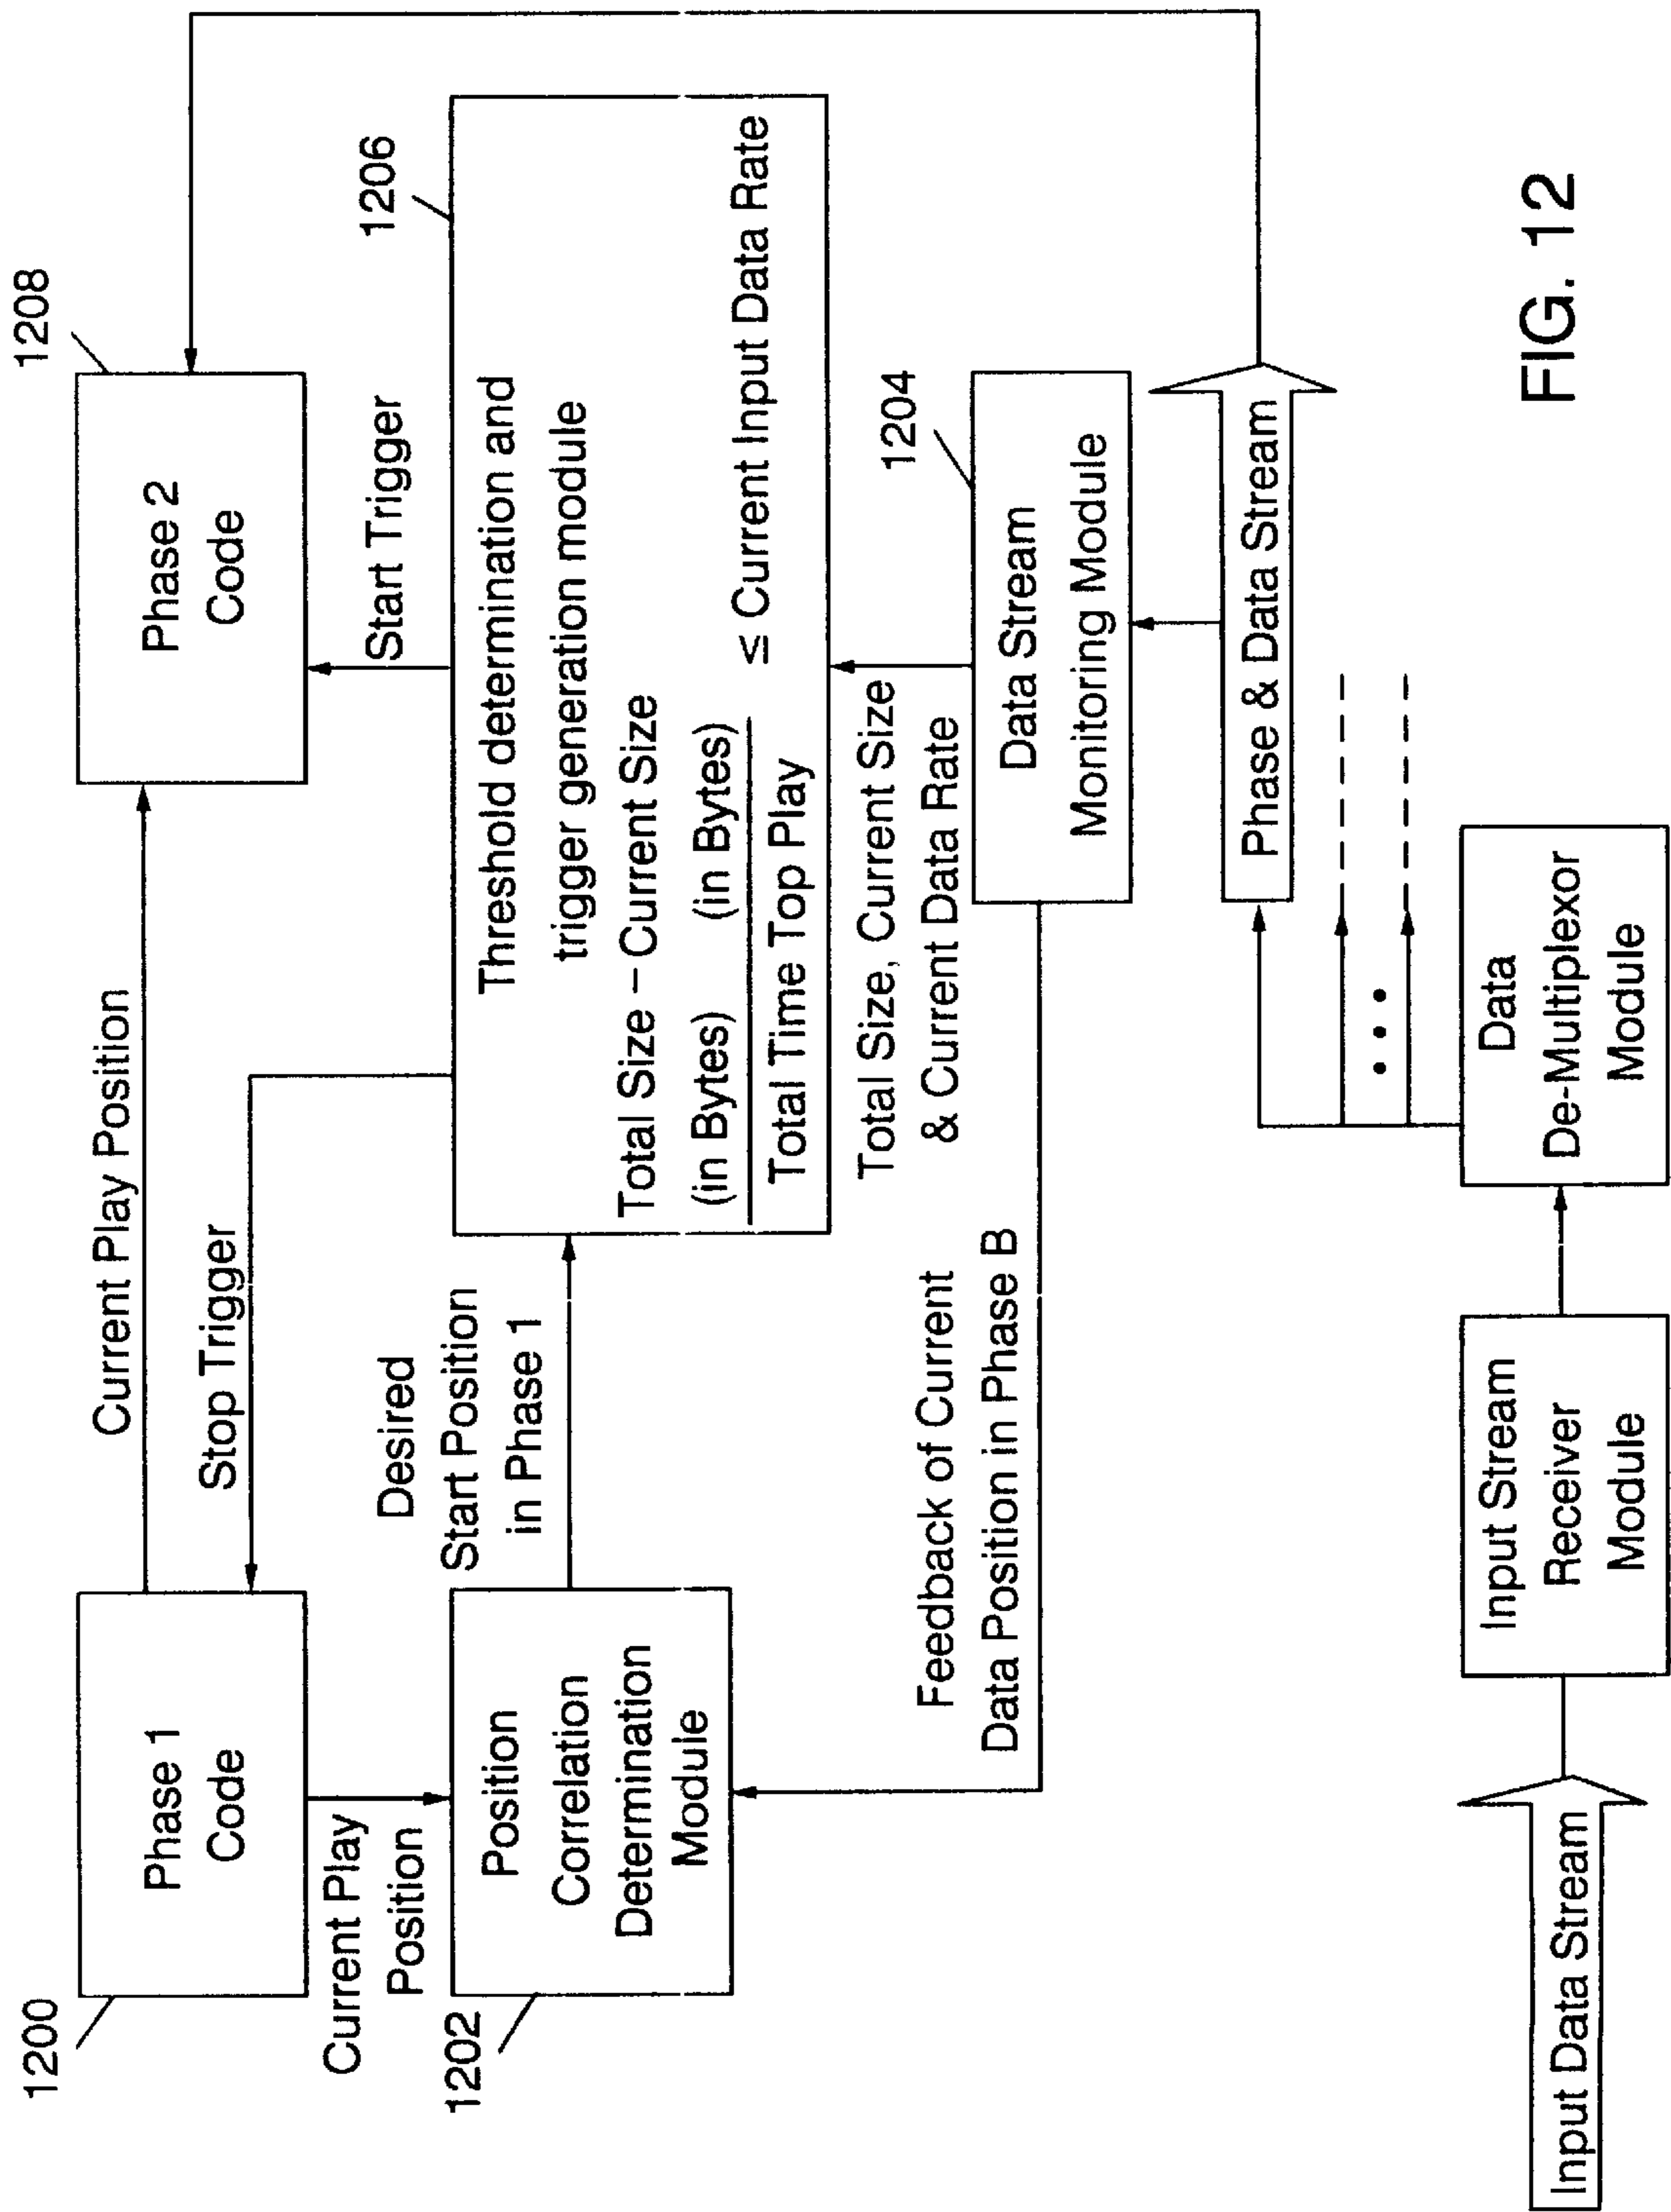 1200
Phase 1
Code
Current Play Position
1208
Phase 2
Code
Stop Trigger
Start Trigger
Current Play
Position
1202
Position
Correlation
Determination
Module
Desired
Start Position
in Phase 1
1206
Threshold determination and
trigger generation module
Total Size – Current Size
(in Bytes) (in Bytes)
Total Time Top Play
≤ Current Input Data Rate
Total Size, Current Size
& Current Data Rate
Feedback of Current
Data Position in Phase B
1204
Data Stream
Monitoring Module
Phase & Data Stream
Input Data Stream
Input Stream
Receiver
Module
Data
De-Multiplexor
Module
FIG. 12